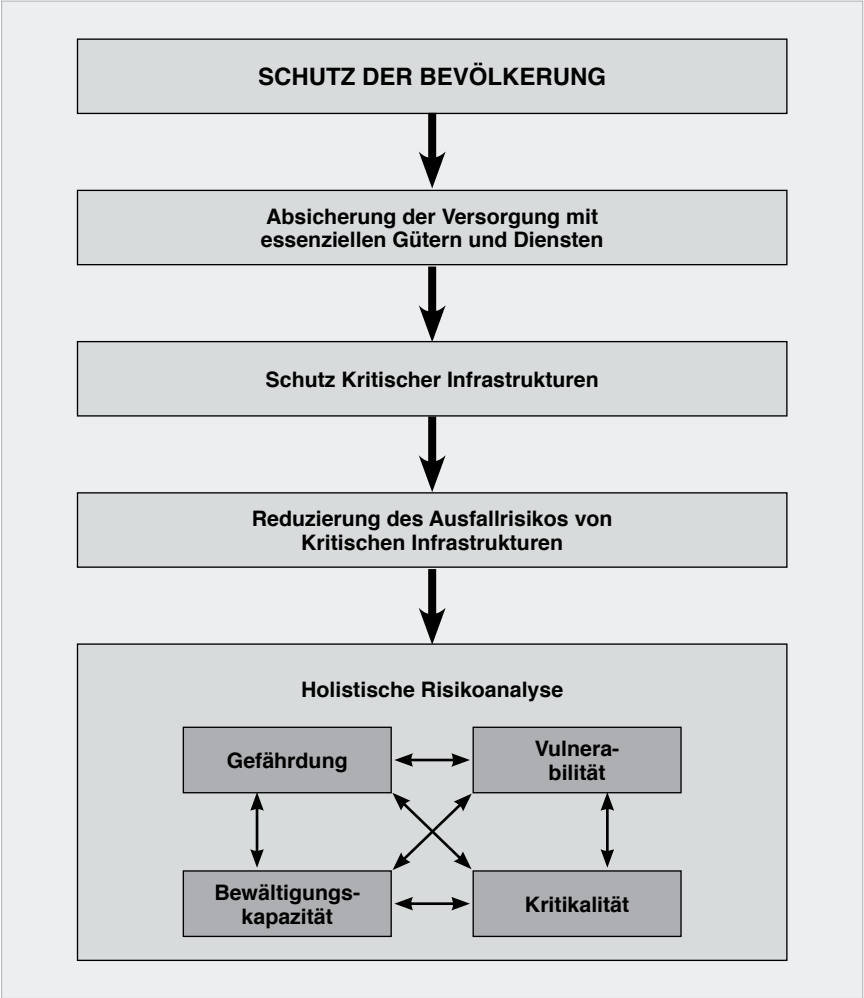 SCHUTZ DER BEVÖLKERUNG
Absicherung der Versorgung mit
essenziellen Gütern und Diensten
Schutz Kritischer Infrastrukturen
Reduzierung des Ausfallrisikos von
Kritischen Infrastrukturen
Holistische Risikoanalyse
Gefährdung
Vulnera-
bilität
Bewältigungs-
kapazität
Kritikalität